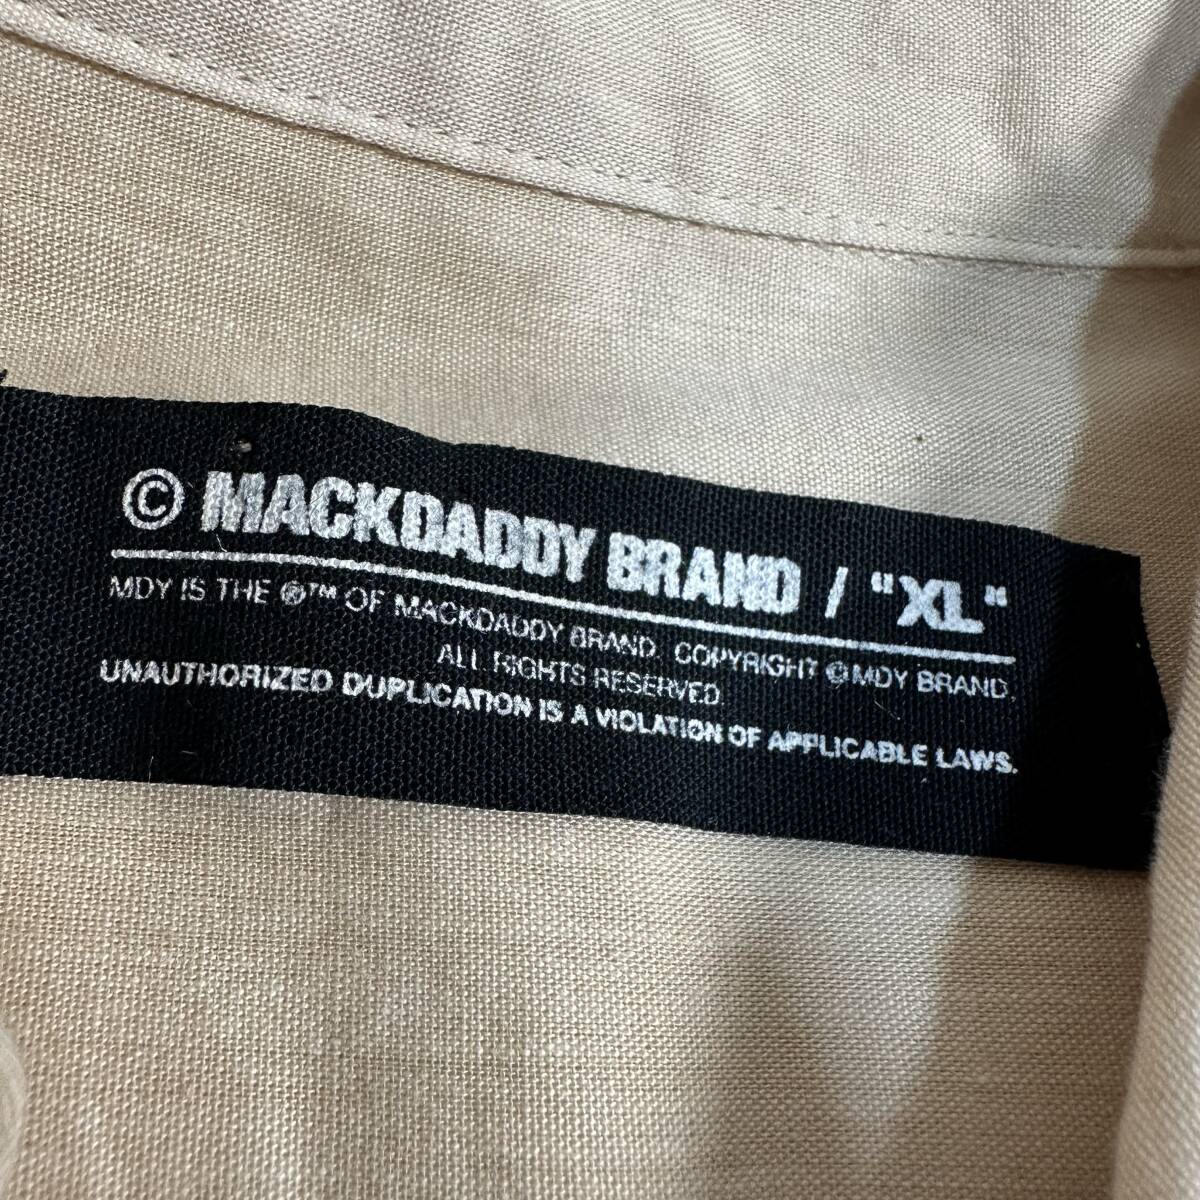 © MACKDADDY BRAND / "XL"
MDY IS THE ®™ OF MACKDADDY BRAND. COPYRIGHT © MDY BRAND.
ALL RIGHTS RESERVED
UNAUTHORIZED DUPLICATION IS A VIOLATION OF APPLICABLE LAWS.